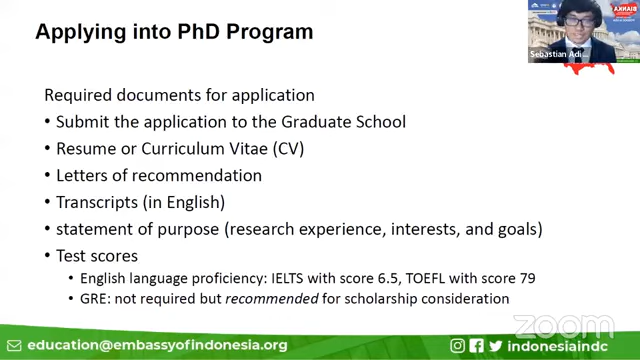 Applying into PhD Program
BIANKA
Sebastian Adi...
Required documents for application
• Submit the application to the Graduate School
• Resume or Curriculum Vitae (CV)
• Letters of recommendation
• Transcripts (in English)
• statement of purpose (research experience, interests, and goals)
• Test scores
• English language proficiency: IELTS with score 6.5, TOEFL with score 79
• GRE: not required but recommended for scholarship consideration
zoom
education@embassyofindonesia.org
indonesiaindc